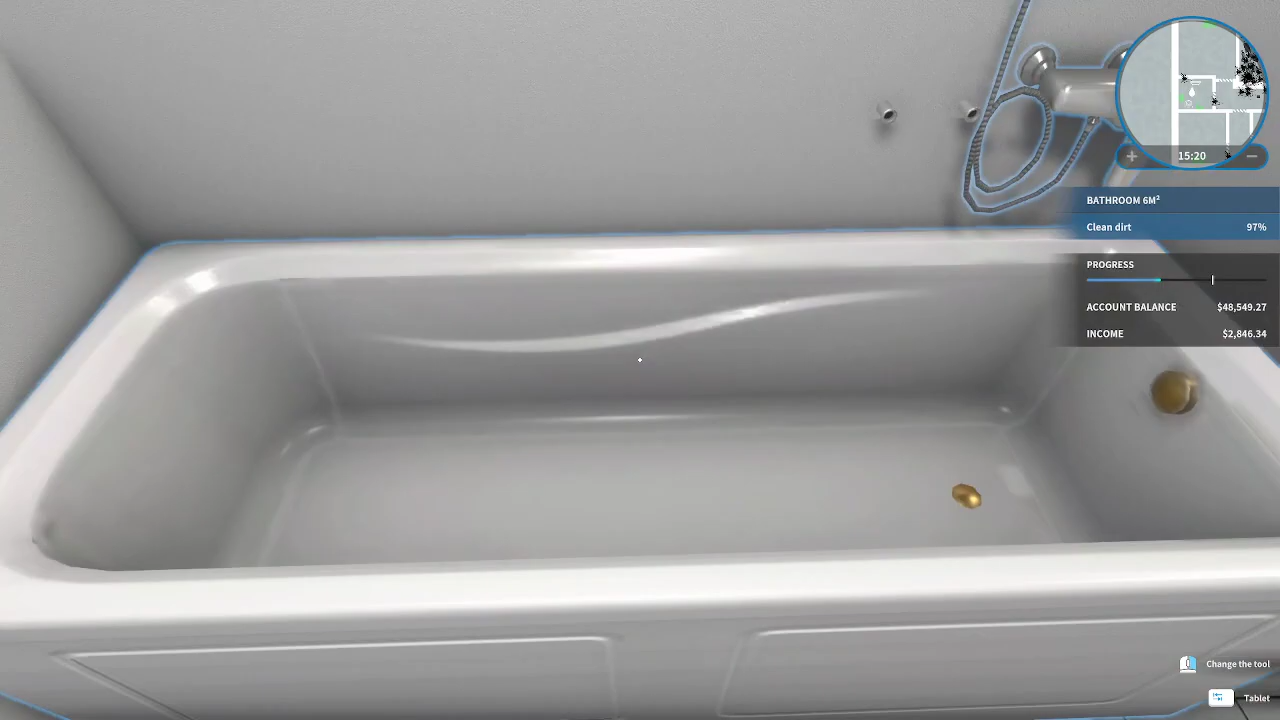 15:20
BATHROOM 6M²
Clean dirt 97%
PROGRESS
ACCOUNT BALANCE $48,549.27
INCOME $2,846.34
Change the tool
Tablet